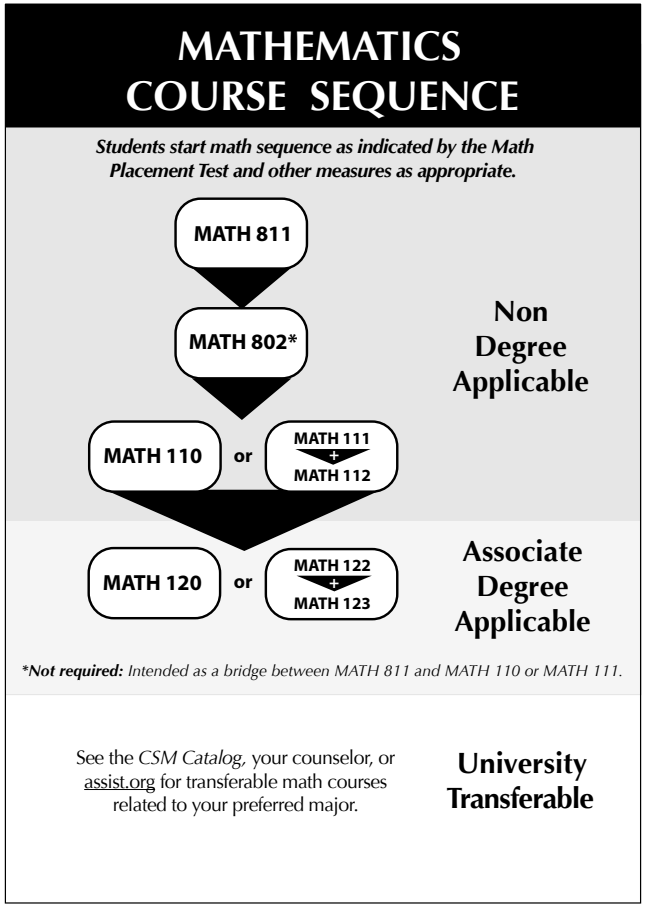 MATHEMATICS
COURSE SEQUENCE
Students start math sequence as indicated by the Math
Placement Test and other measures as appropriate.
MATH 811
MATH 802*
Non
Degree
Applicable
MATH 110 or MATH 111
+
MATH 112
MATH 120 or MATH 122
+
MATH 123
Associate
Degree
Applicable
*Not required: Intended as a bridge between MATH 811 and MATH 110 or MATH 111.
See the CSM Catalog, your counselor, or
assist.org for transferable math courses
related to your preferred major.
University
Transferable